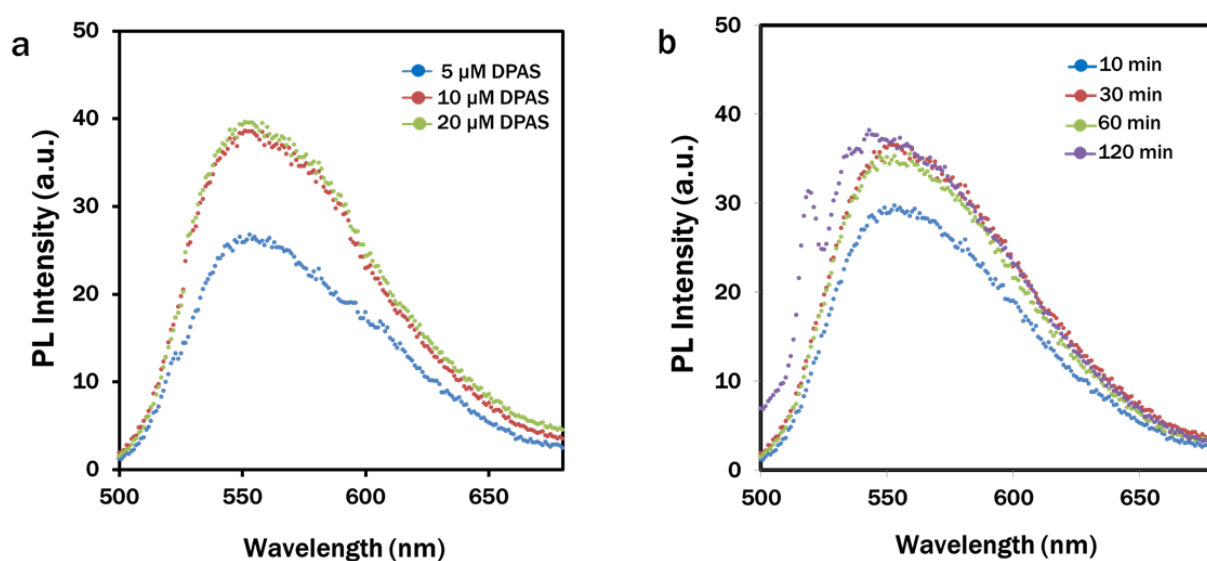 a
PL Intensity (a.u.)
50
40
30
20
10
0
500
550
600
650
Wavelength (nm)
5 µM DPAS
10 µM DPAS
20 µM DPAS
b
PL Intensity (a.u.)
50
40
30
20
10
0
500
550
600
650
Wavelength (nm)
10 min
30 min
60 min
120 min